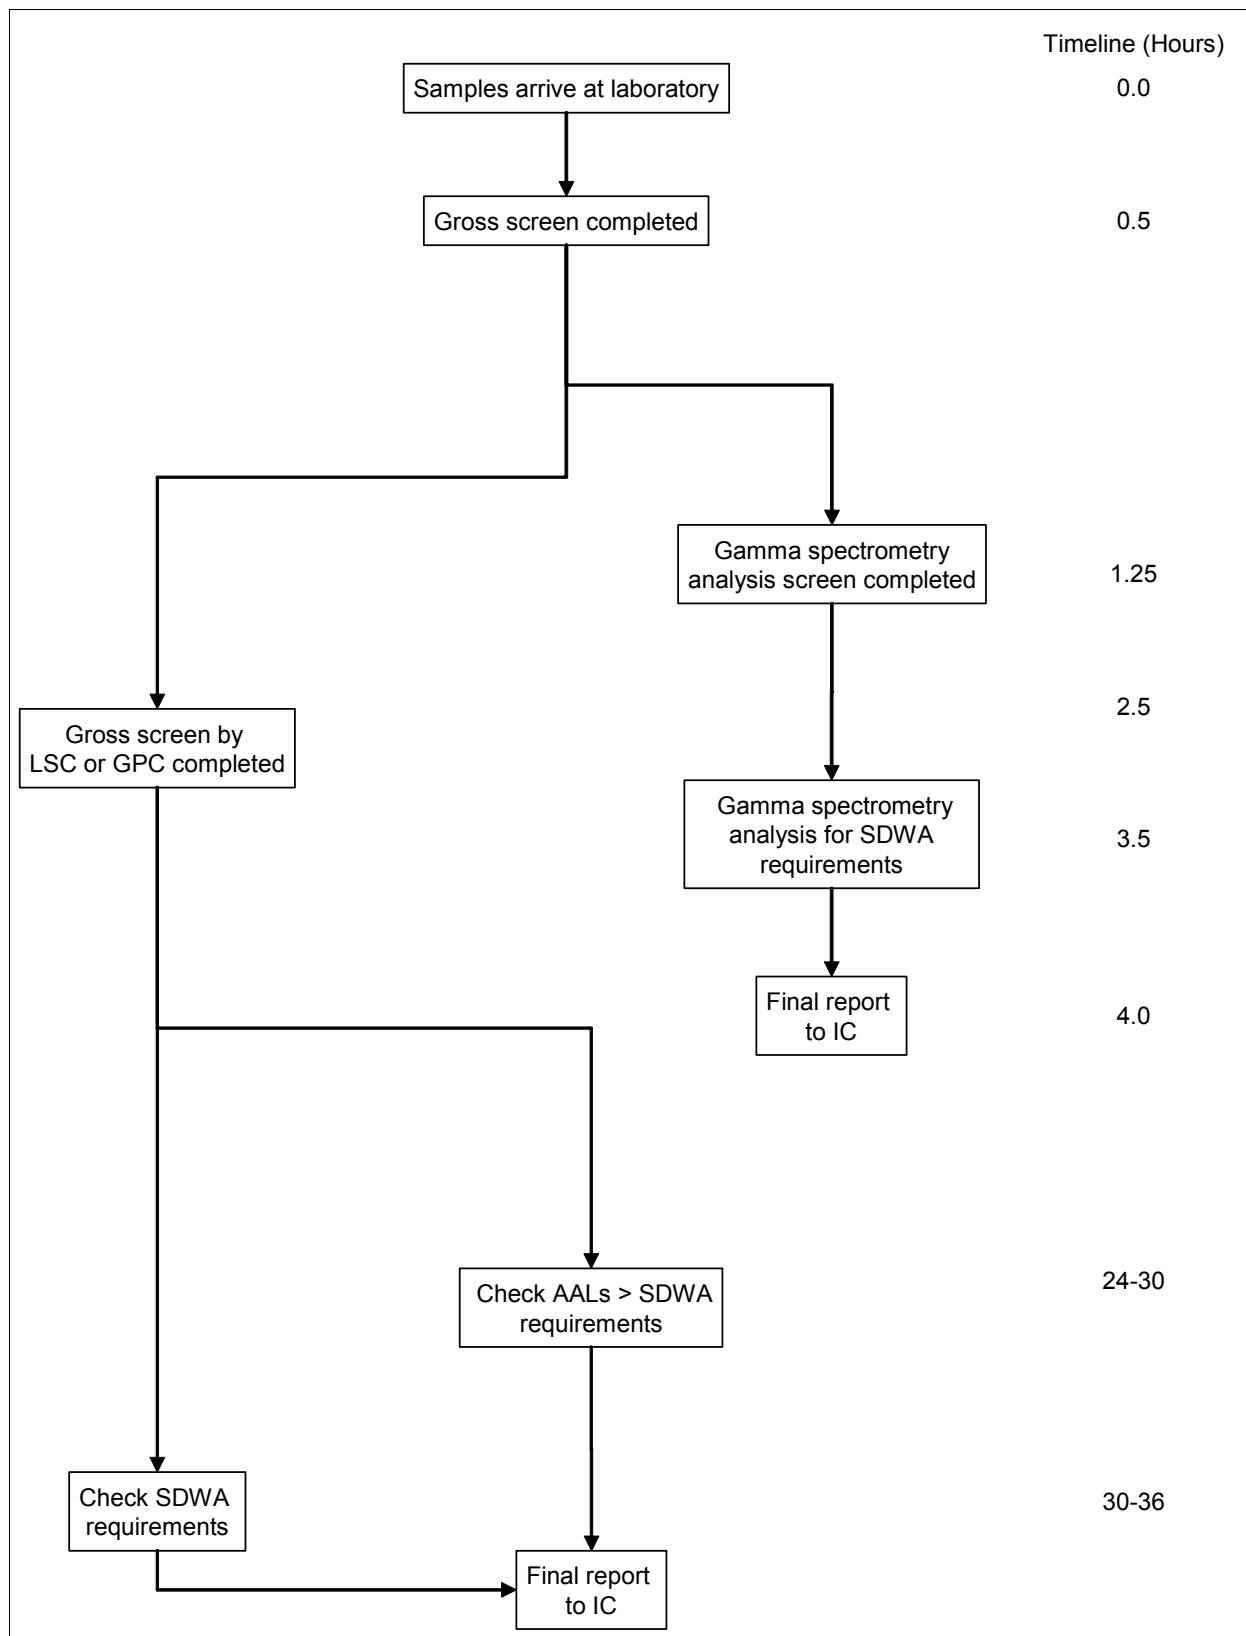 Timeline (Hours)
Samples arrive at laboratory
0.0
Gross screen completed
0.5
Gamma spectrometry
analysis screen completed
1.25
2.5
Gross screen by
LSC or GPC completed
Gamma spectrometry
analysis for SDWA
requirements
3.5
Final report
to IC
4.0
Check AALs > SDWA
requirements
24-30
Check SDWA
requirements
30-36
Final report
to IC